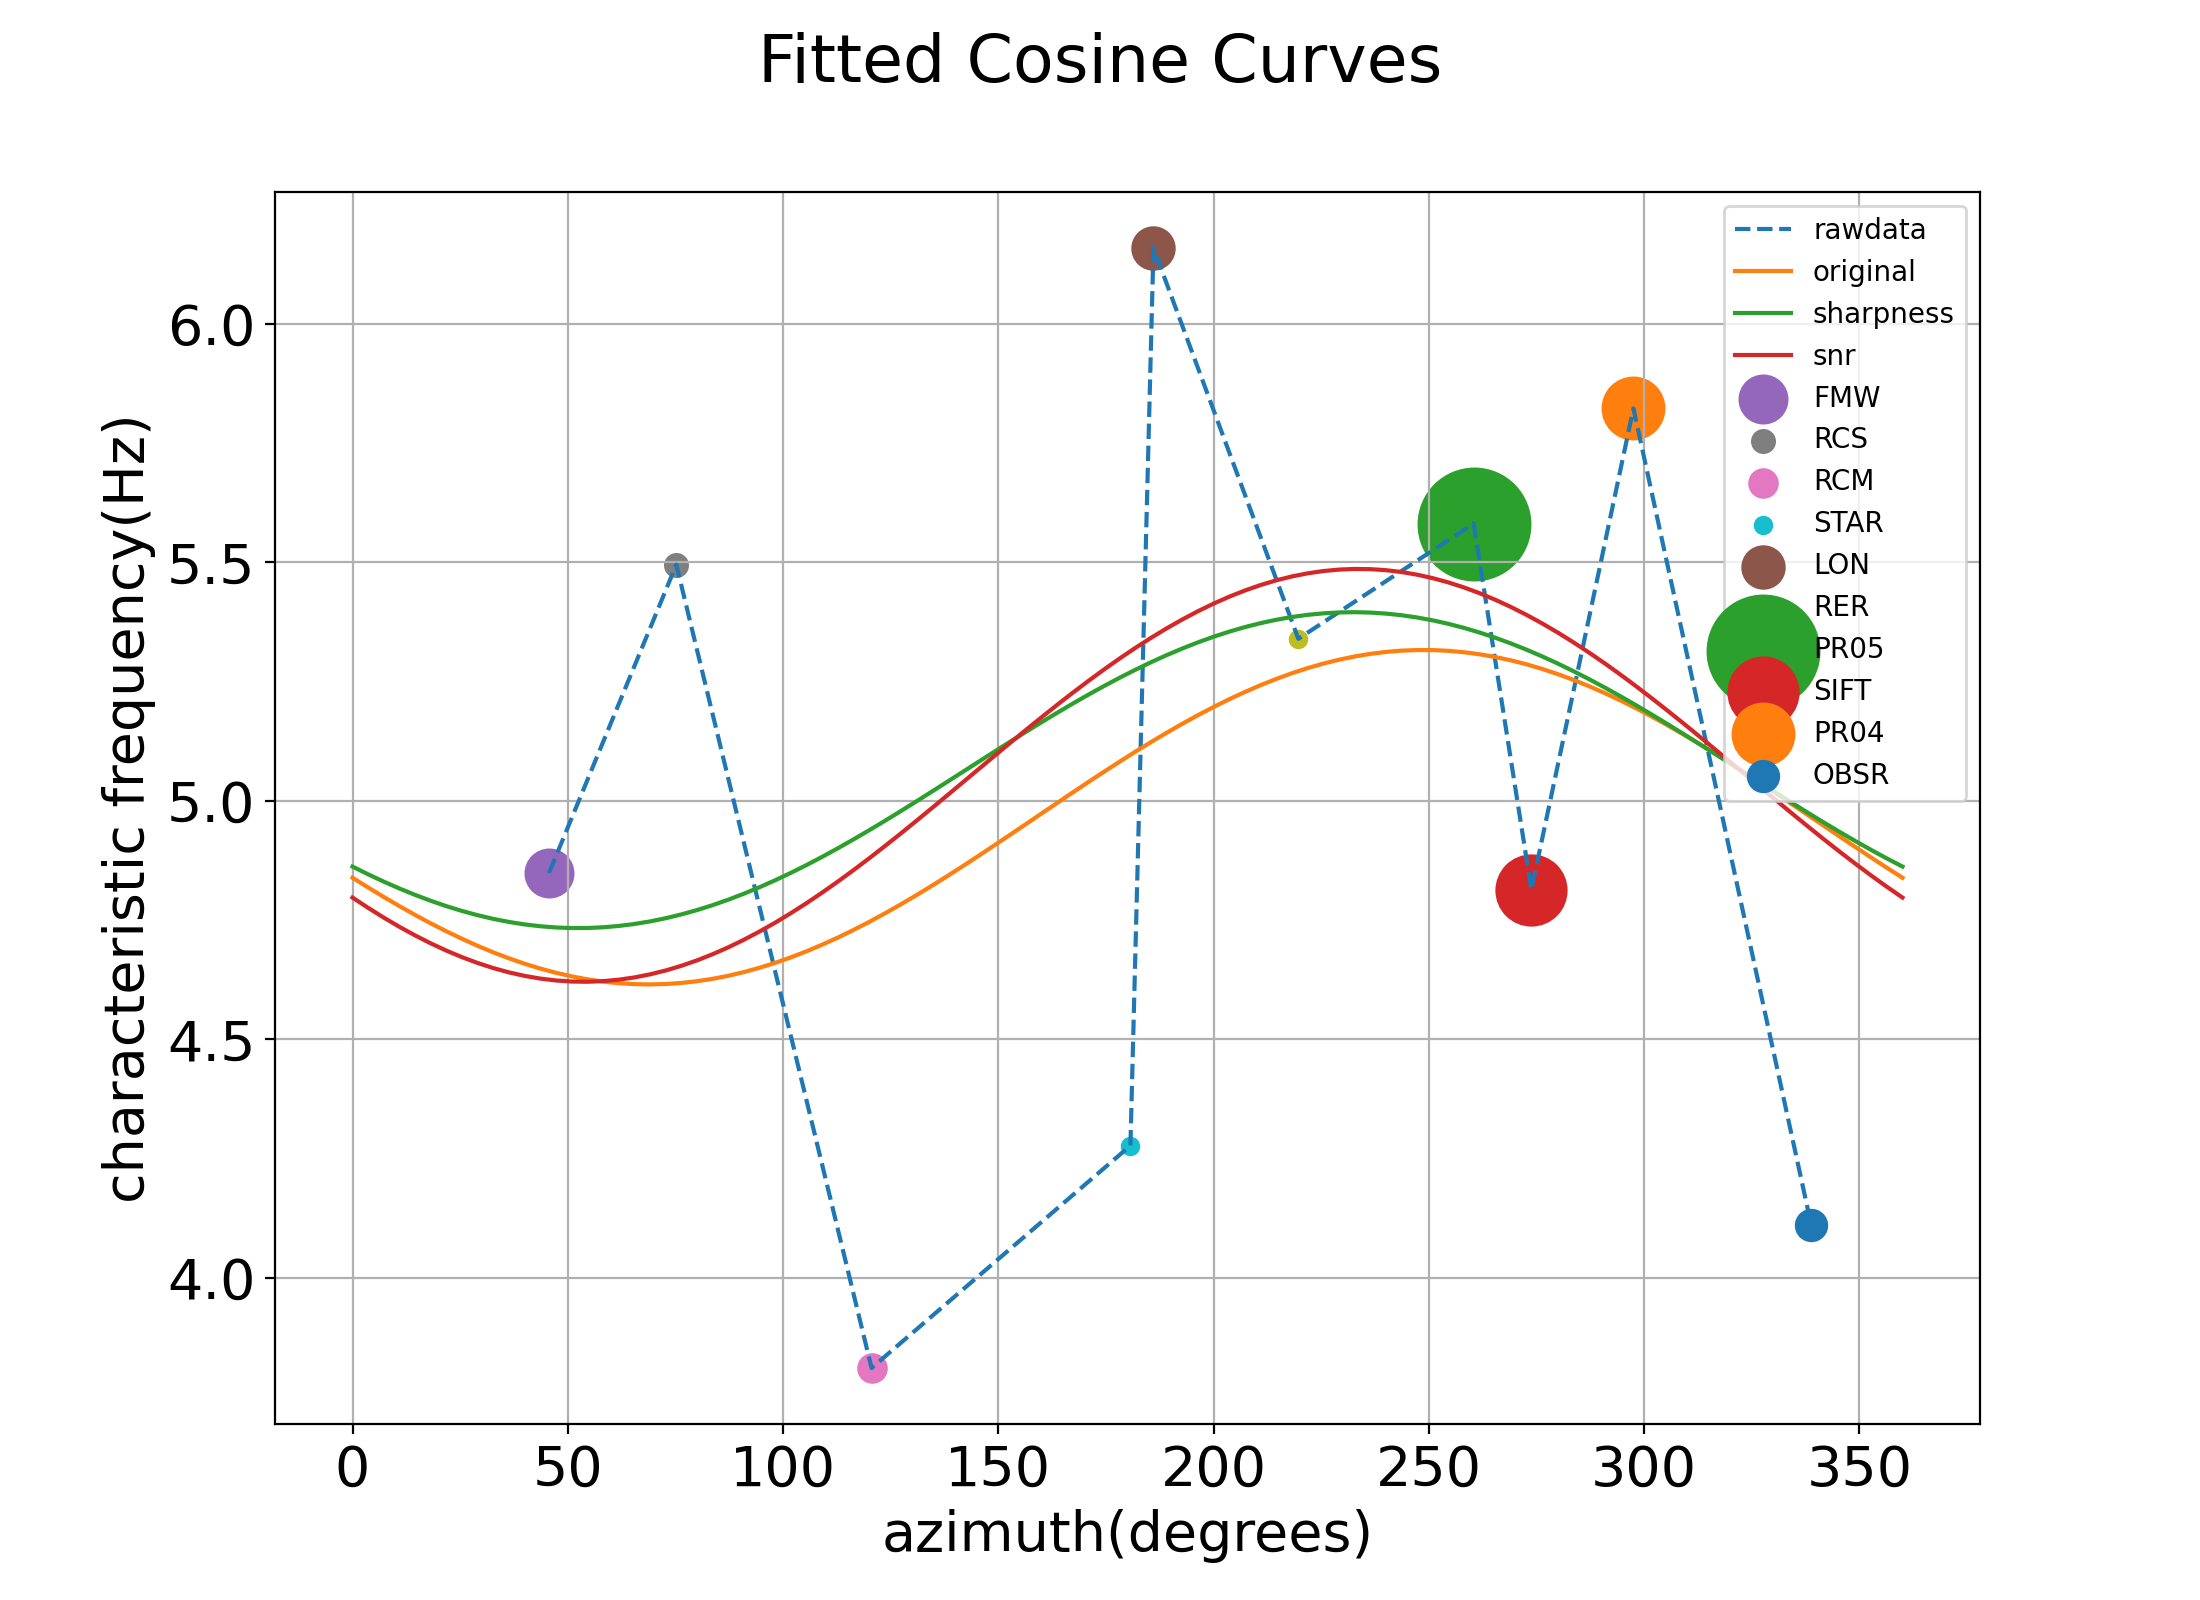 Fitted Cosine Curves
characteristic frequency(Hz)
6.0
5.5
5.0
4.5
4.0
rawdata
original
sharpness
snr
FMW
RCS
RCM
STAR
LON
RER
PR05
SIFT
PR04
OBSR
0 50 100 150 200 250 300 350
azimuth(degrees)